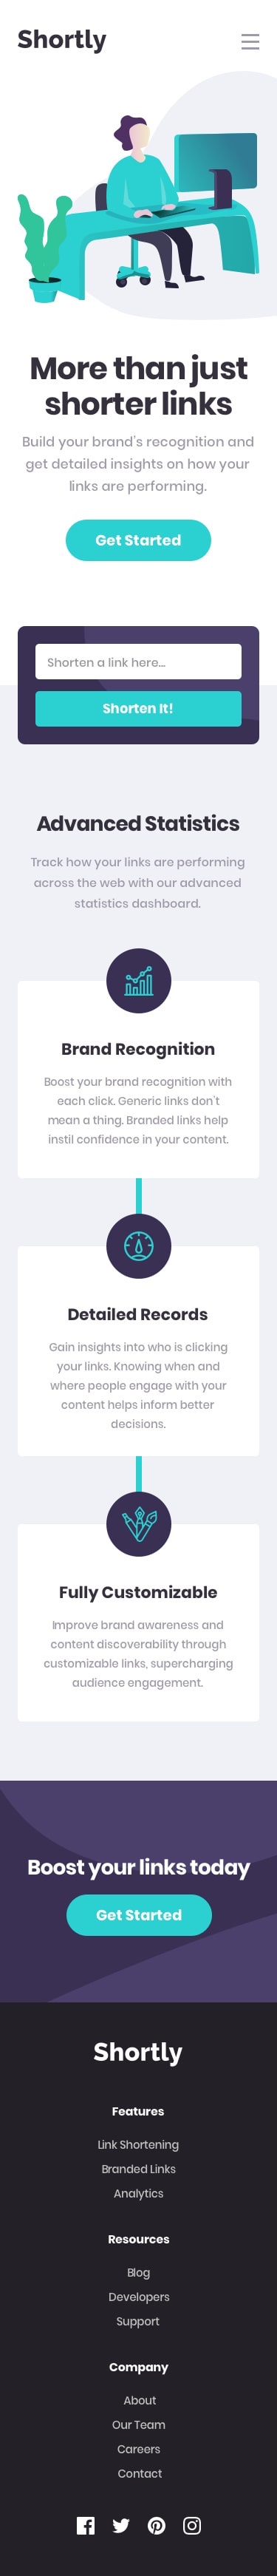 Shortly
More than just
shorter links
Build your brand's recognition and
get detailed insights on how your
links are performing.
Get Started
Shorten a link here...
Shorten It!
Advanced Statistics
Track how your links are performing
across the web with our advanced
statistics dashboard.
Brand Recognition
Boost your brand recognition with
each click. Generic links don't
mean a thing. Branded links help
instil confidence in your content.
Detailed Records
Gain insights into who is clicking
your links. Knowing when and
where people engage with your
content helps inform better
decisions.
Fully Customizable
Improve brand awareness and
content discoverability through
customizable links, supercharging
audience engagement.
Boost your links today
Get Started
Shortly
Features
Link Shortening
Branded Links
Analytics
Resources
Blog
Developers
Support
Company
About
Our Team
Careers
Contact